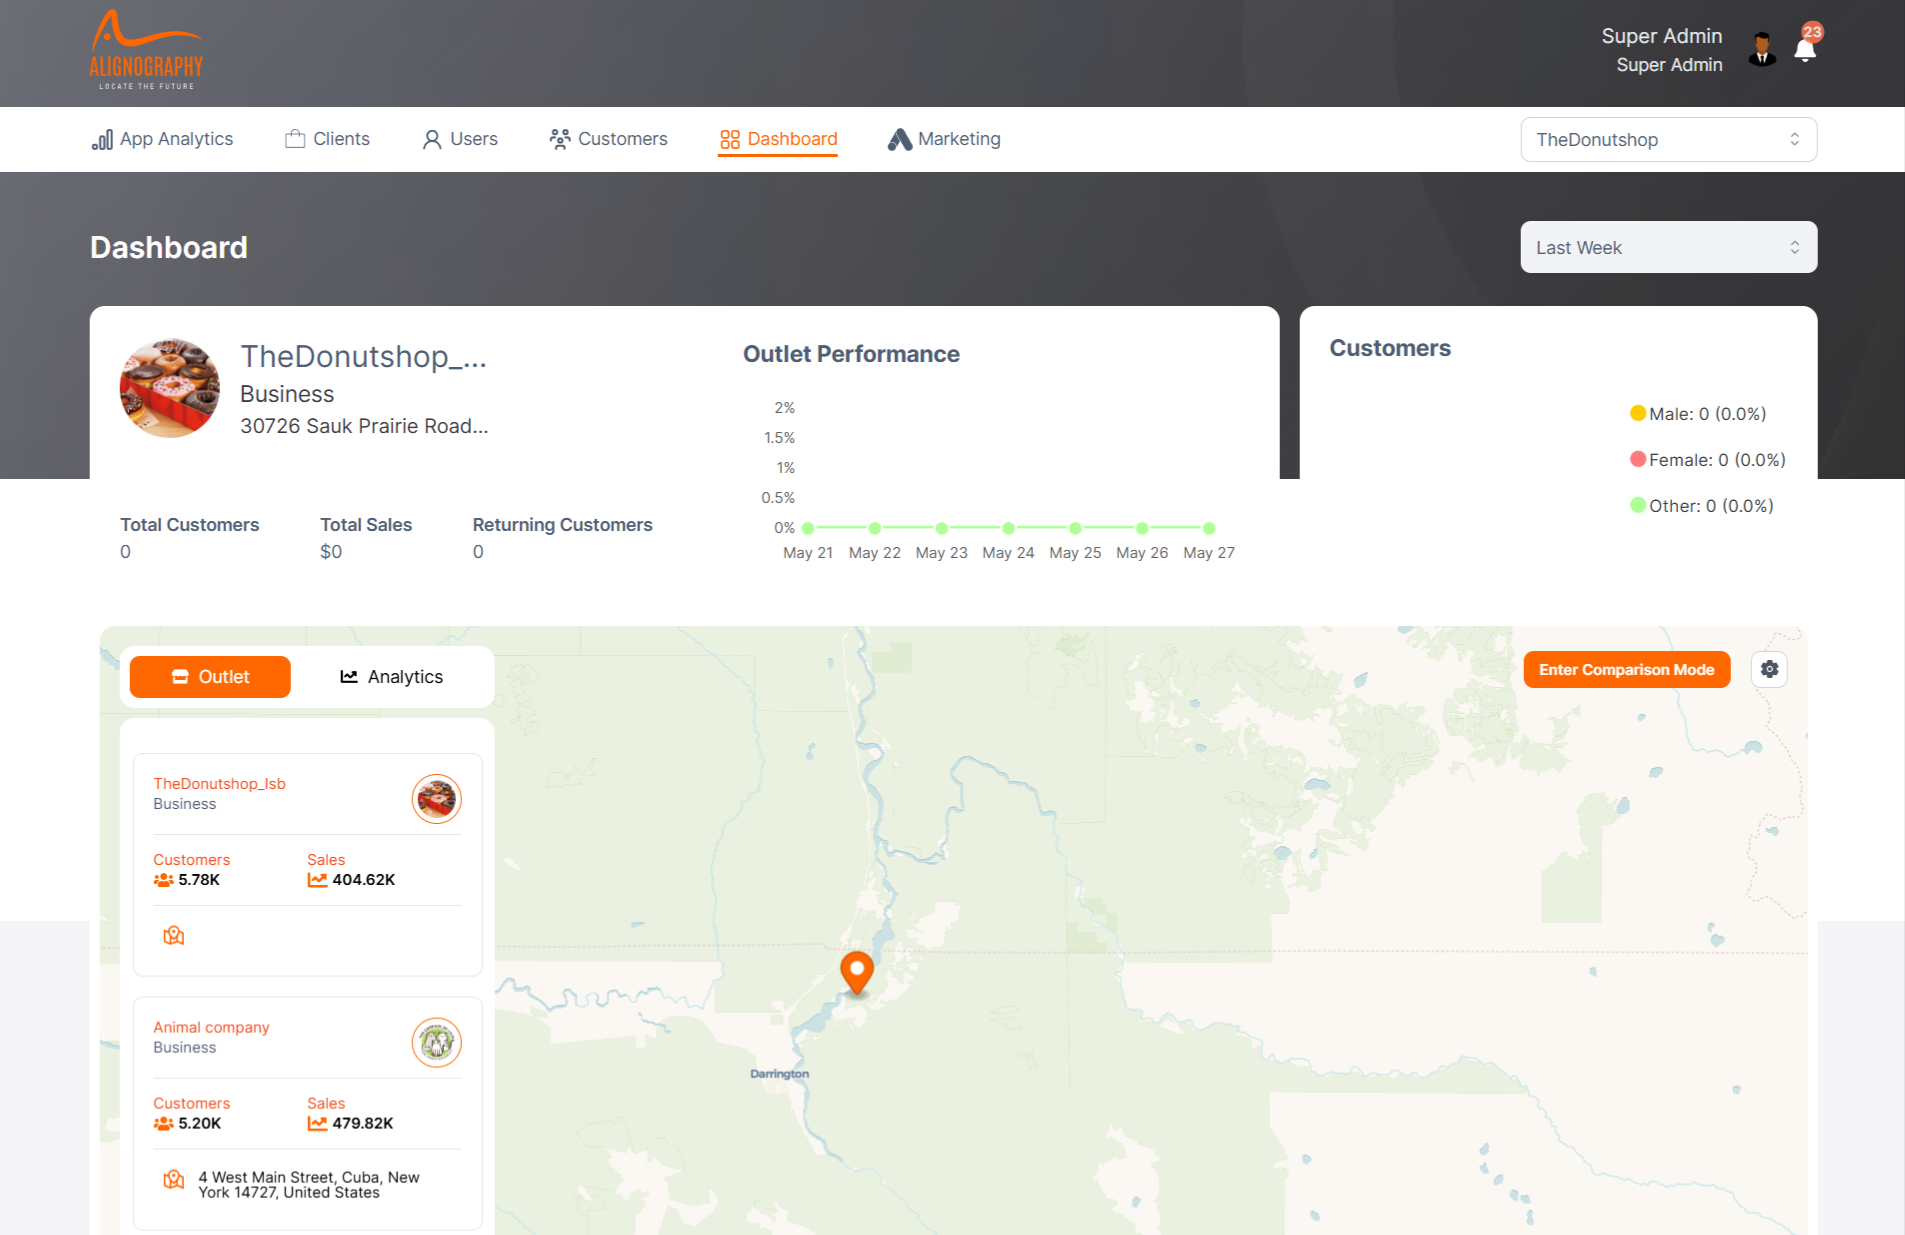 ALIGNOGRAPHY
LOCATE THE FUTURE
Super Admin
Super Admin
23
App Analytics
Clients
Users
Customers
Dashboard
Marketing
TheDonutshop
Dashboard
Last Week
TheDonutshop_...
Business
30726 Sauk Prairie Road...
Total Customers
0
Total Sales
$0
Returning Customers
0
Outlet Performance
2%
1.5%
1%
0.5%
0%
May 21 May 22 May 23 May 24 May 25 May 26 May 27
Customers
Male: 0 (0.0%)
Female: 0 (0.0%)
Other: 0 (0.0%)
Outlet
Analytics
Enter Comparison Mode
TheDonutshop_Isb
Business
Customers
5.78K
Sales
404.62K
Animal company
Business
Customers
5.20K
Sales
479.82K
4 West Main Street, Cuba, New
York 14727, United States
Darrington